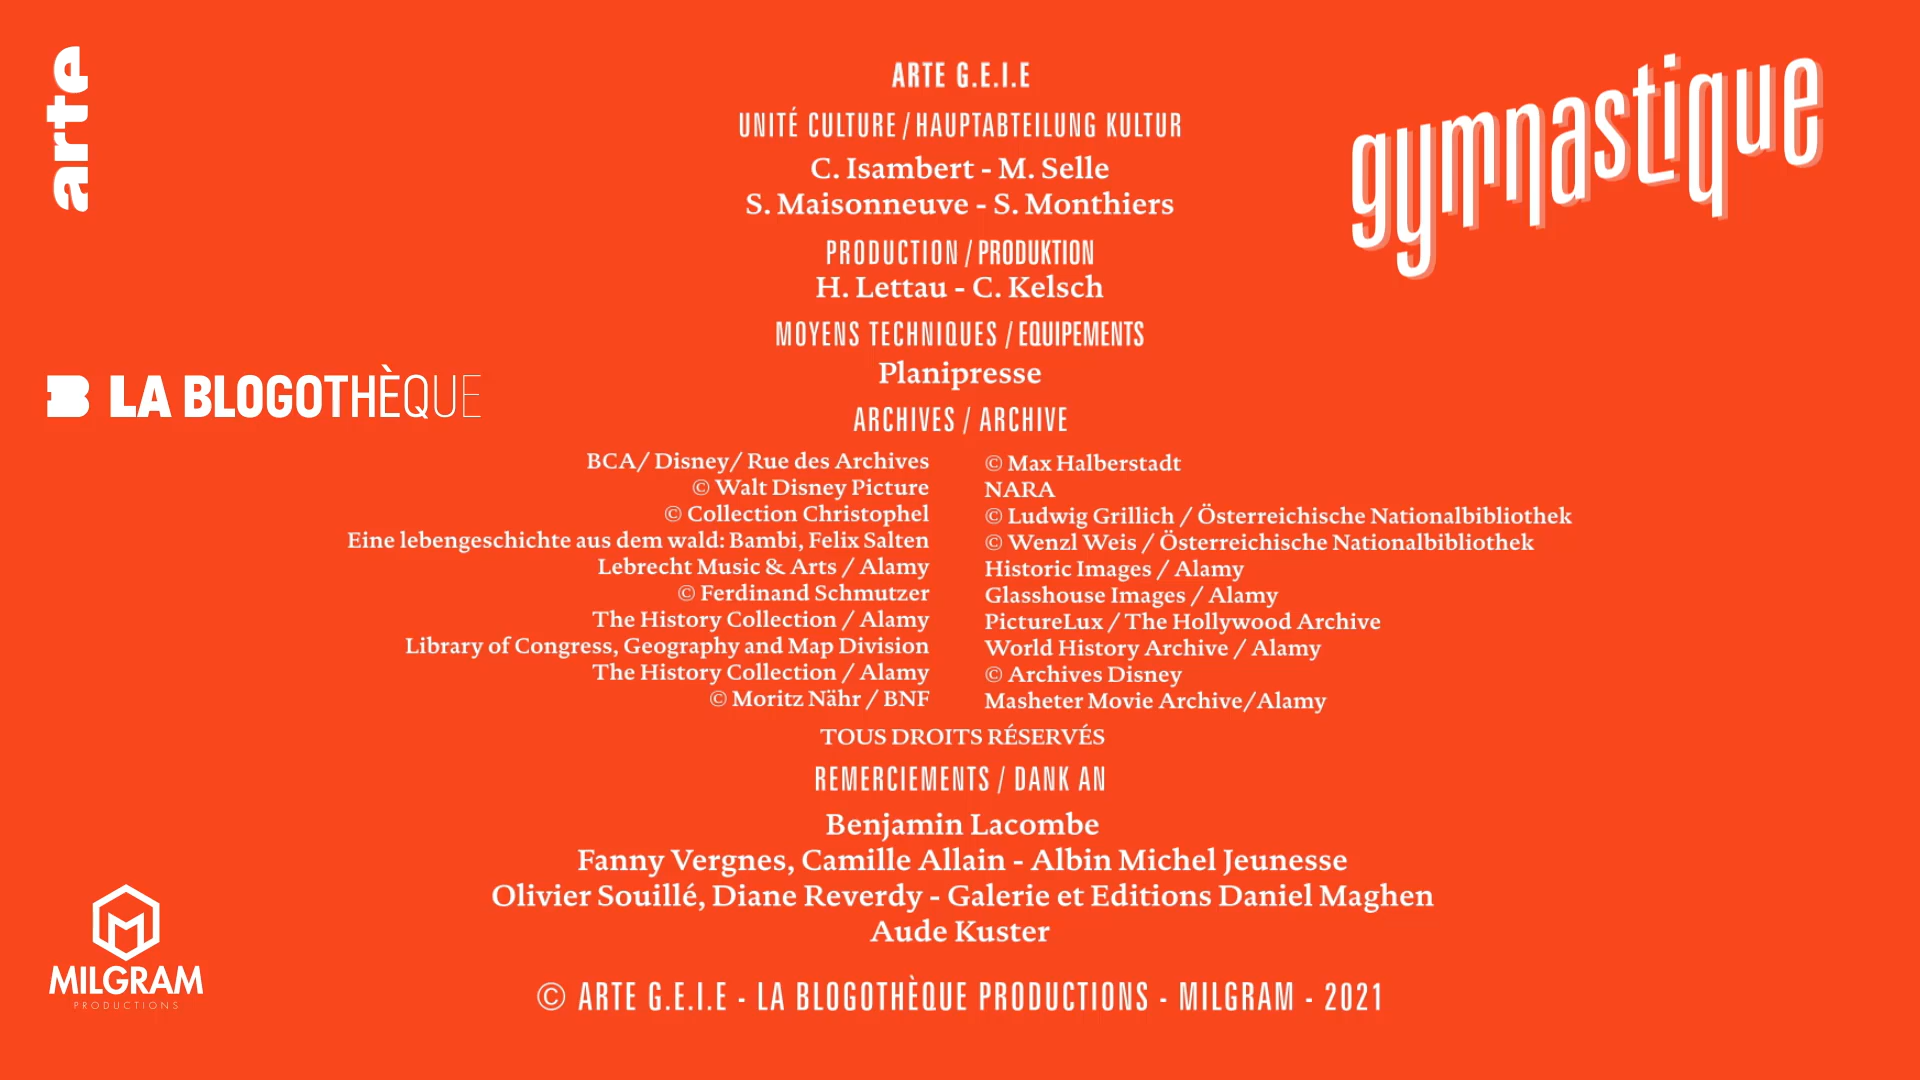 arte
gymnastique
ARTE G.E.I.E
UNITÉ CULTURE / HAUPTABTEILUNG KULTUR
C. Isambert - M. Selle
S. Maisonneuve - S. Monthiers
PRODUCTION / PRODUKTION
H. Lettau - C. Kelsch
MOYENS TECHNIQUES / EQUIPEMENTS
Planipresse
LA BLOGOTHÈQUE
ARCHIVES / ARCHIVE
BCA/ Disney/ Rue des Archives
© Walt Disney Picture
© Collection Christophel
Eine lebengeschichte aus dem wald: Bambi, Felix Salten
Lebrecht Music & Arts / Alamy
© Ferdinand Schmutzer
The History Collection / Alamy
Library of Congress, Geography and Map Division
The History Collection / Alamy
© Moritz Nähr / BNF
© Max Halberstadt
NARA
© Ludwig Grillich / Österreichische Nationalbibliothek
© Wenzl Weis / Österreichische Nationalbibliothek
Historic Images / Alamy
Glasshouse Images / Alamy
PictureLux / The Hollywood Archive
World History Archive / Alamy
© Archives Disney
Masheter Movie Archive/Alamy
TOUS DROITS RÉSERVÉS
REMERCIEMENTS / DANK AN
Benjamin Lacombe
Fanny Vergnes, Camille Allain - Albin Michel Jeunesse
Olivier Souillé, Diane Reverdy - Galerie et Editions Daniel Maghen
Aude Kuster
MILGRAM
PRODUCTIONS
© ARTE G.E.I.E - LA BLOGOTHÈQUE PRODUCTIONS - MILGRAM - 2021